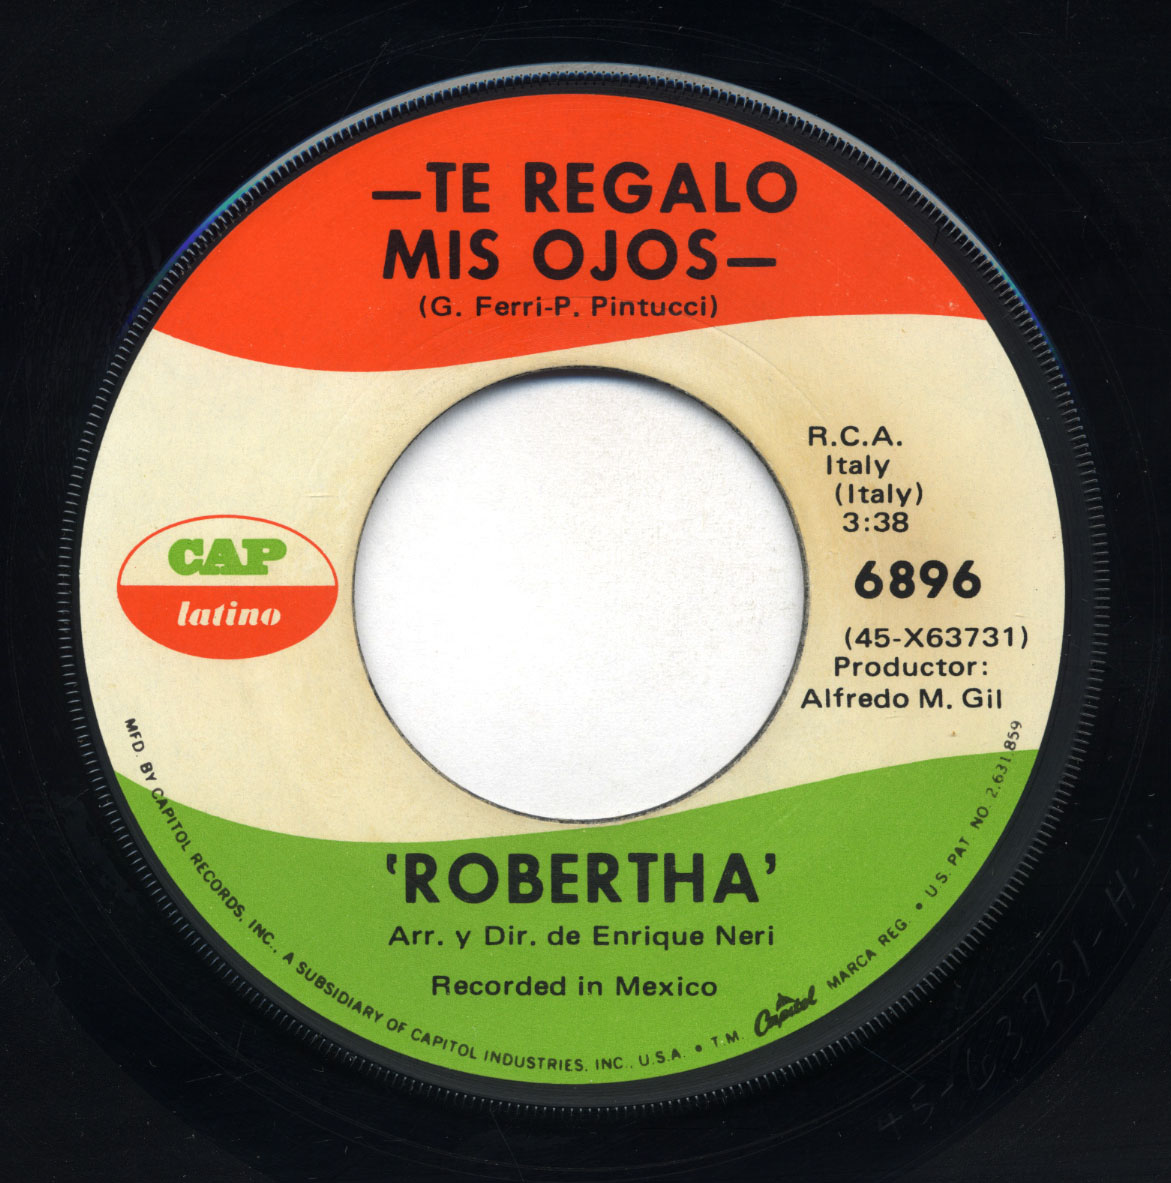 —TE REGALO
MIS OJOS—
(G. Ferri-P. Pintucci)
R.C.A.
Italy
(Italy)
3:38
CAP
latino
6896
(45-X63731)
Productor:
Alfredo M. Gil
'ROBERTHA'
Arr. y Dir. de Enrique Neri
Recorded in Mexico
MFD. BY CAPITOL RECORDS, INC., A SUBSIDIARY OF CAPITOL INDUSTRIES, INC., U.S.A. • T.M. Capitol MARCA REG. • U.S. PAT. NO. 2,631,859